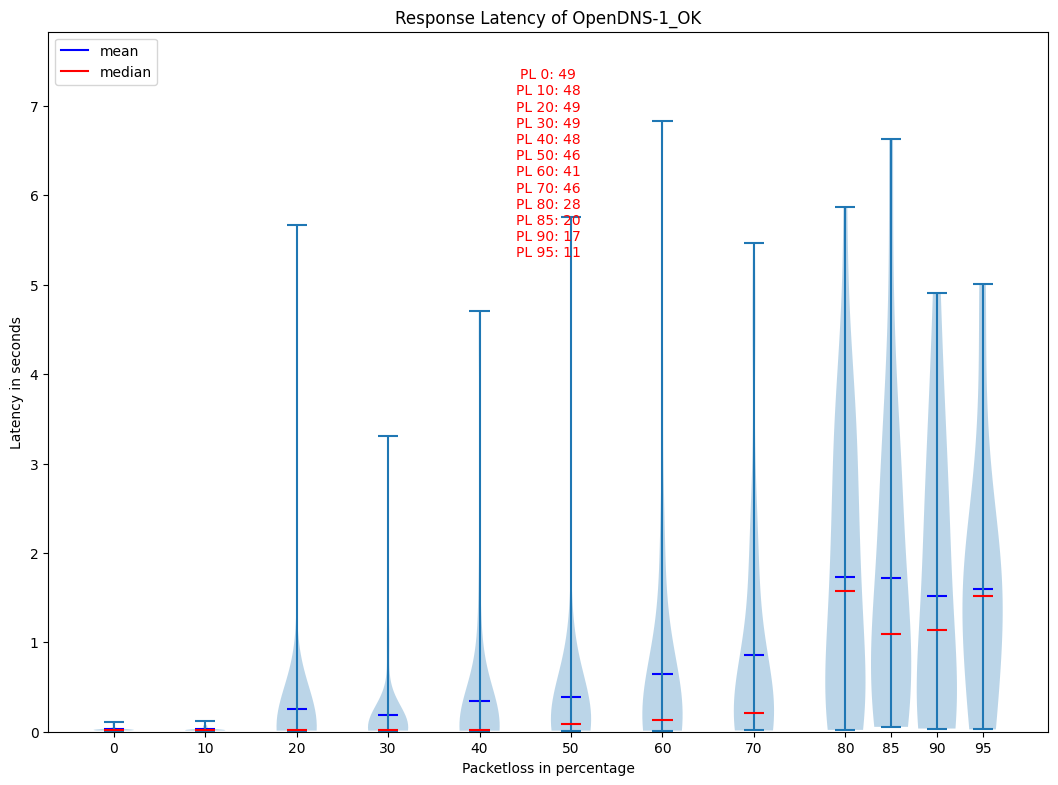 Response Latency of OpenDNS-1_OK
mean
median
PL 0: 49
PL 10: 48
PL 20: 49
PL 30: 49
PL 40: 48
PL 50: 46
PL 60: 41
PL 70: 46
PL 80: 28
PL 85: 20
PL 90: 17
PL 95: 11
7
6
5
4
3
2
1
0
Latency in seconds
0 10 20 30 40 50 60 70 80 85 90 95
Packetloss in percentage